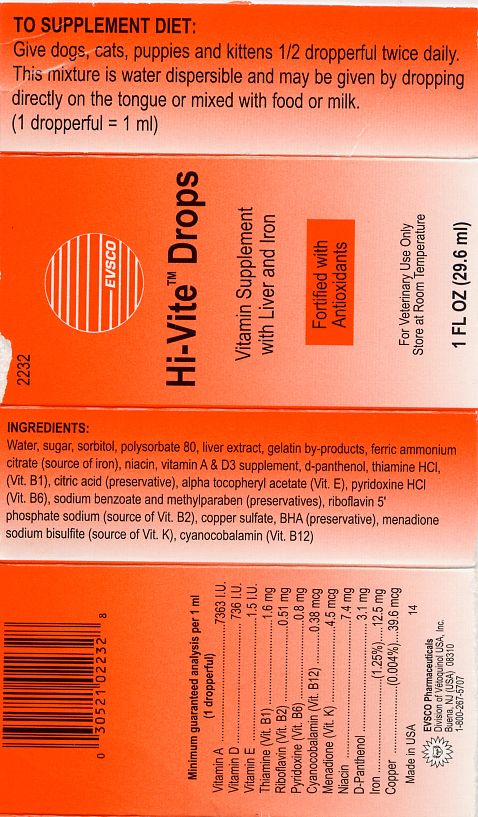 TO SUPPLEMENT DIET:
Give dogs, cats, puppies and kittens 1/2 dropperful twice daily.
This mixture is water dispersible and may be given by dropping
directly on the tongue or mixed with food or milk.
(1 dropperful = 1 ml)
2232
EVSCO
Hi-Vite™ Drops
Vitamin Supplement
with Liver and Iron
Fortified with
Antioxidants
For Veterinary Use Only
Store at Room Temperature
1 FL OZ (29.6 ml)
INGREDIENTS:
Water, sugar, sorbitol, polysorbate 80, liver extract, gelatin by-products, ferric ammonium
citrate (source of iron), niacin, vitamin A & D3 supplement, d-panthenol, thiamine HCl,
(Vit. B1), citric acid (preservative), alpha tocopheryl acetate (Vit. E), pyridoxine HCl
(Vit. B6), sodium benzoate and methylparaben (preservatives), riboflavin 5'
phosphate sodium (source of Vit. B2), copper sulfate, BHA (preservative), menadione
sodium bisulfite (source of Vit. K), cyanocobalamin (Vit. B12)
0 30521 02232 8
Minimum guaranteed analysis per 1 ml
(1 dropperful)
Vitamin A ..............................7363 I.U.
Vitamin D ..............................736 I.U.
Vitamin E ..............................1.5 I.U.
Thiamine (Vit. B1) ..................1.6 mg
Riboflavin (Vit. B2) ................0.51 mg
Pyridoxine (Vit. B6) ................0.8 mg
Cyanocobalamin (Vit. B12) .....0.38 mcg
Menadione (Vit. K) .................4.5 mcg
Niacin ...................................7.4 mg
D-Panthenol ..........................3.1 mg
Iron ....................(1.25%)....12.5 mg
Copper ................(0.004%)...39.6 mcg
Made in USA 14
EVSCO Pharmaceuticals
Division of Vétoquinol USA, Inc.
Buena, NJ (USA) 08310
1-800-267-5707